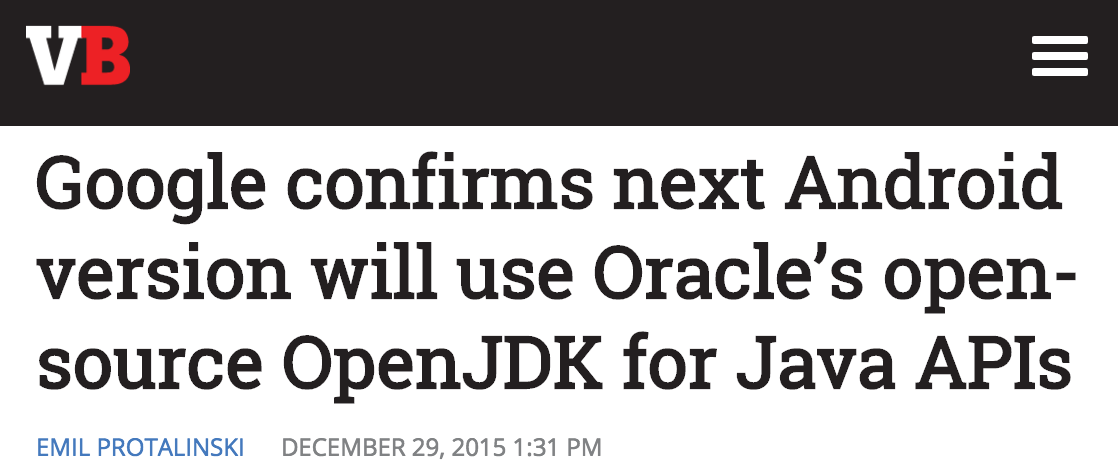 VB
Google confirms next Android
version will use Oracle’s open-
source OpenJDK for Java APIs
EMIL PROTALINSKI DECEMBER 29, 2015 1:31 PM